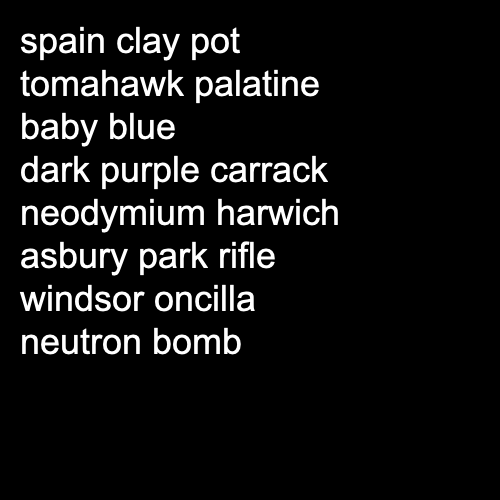 spain clay pot
tomahawk palatine
baby blue
dark purple carrack
neodymium harwich
asbury park rifle
windsor oncilla
neutron bomb